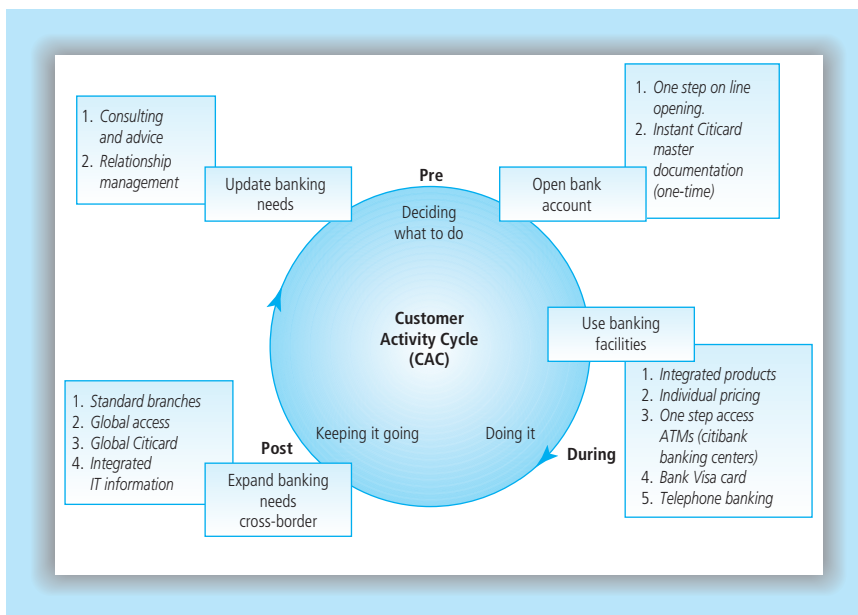 1. Consulting
and advice
2. Relationship
management
Update banking
needs
Pre
Deciding
what to do
1. One step on line
opening.
2. Instant Citicard
master
documentation
(one-time)
Open bank
account
Customer
Activity Cycle
(CAC)
Use banking
facilities
1. Integrated products
2. Individual pricing
3. One step access
ATMs (citibank
banking centers)
4. Bank Visa card
5. Telephone banking
Doing it
During
Keeping it going
Post
1. Standard branches
2. Global access
3. Global Citicard
4. Integrated
IT information
Expand banking
needs
cross-border